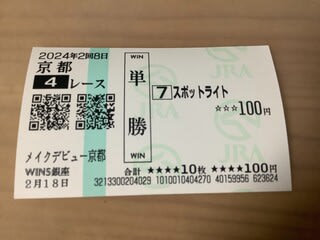 2024年2回8日
京都
4レース
WIN
単勝
WIN
7 スポットライト
☆☆☆100円
JRA
JRA
メイクデビュー京都
WINS銀座
2月18日
合計 ★★★★10枚 ★★★★100円
3213300204029 1010010404270 40159956 623624